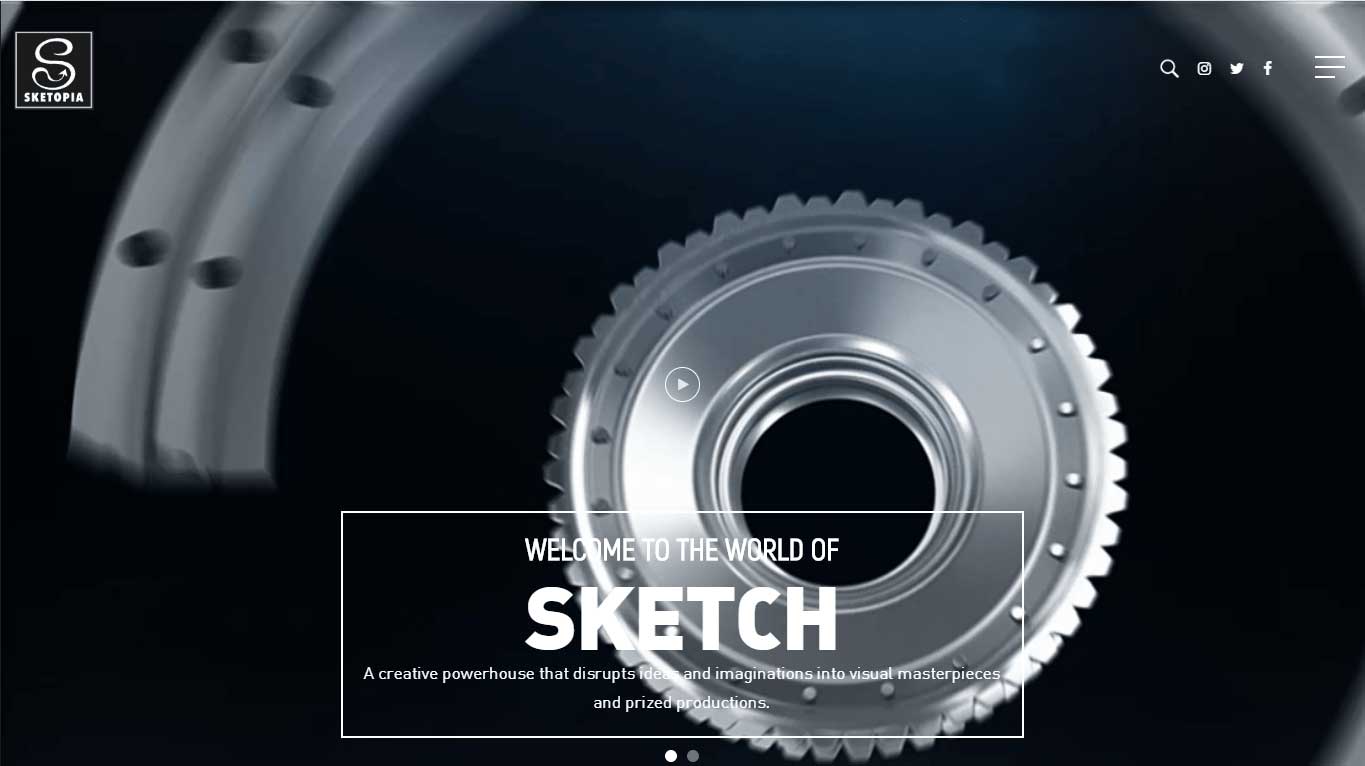 SKETOPIA
WELCOME TO THE WORLD OF
SKETCH
A creative powerhouse that disrupts ideas and imaginations into visual masterpieces
and prized productions.